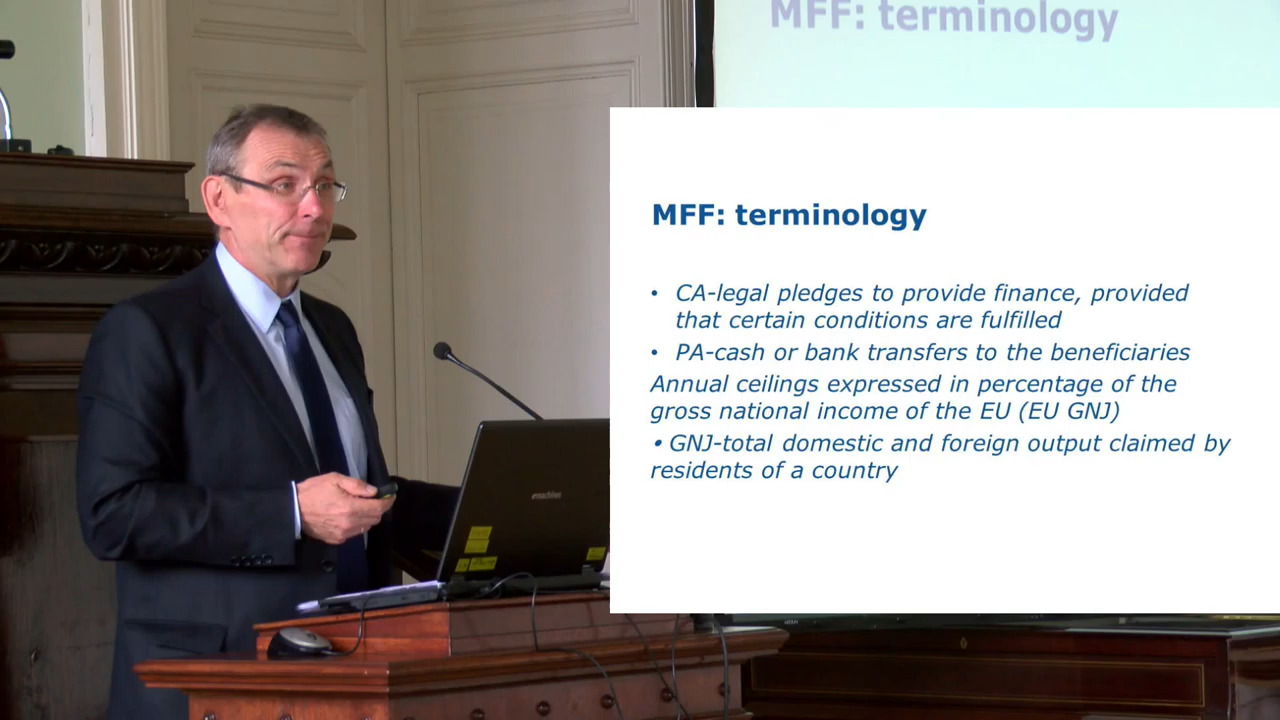 MFF: terminology
MFF: terminology
• CA-legal pledges to provide finance, provided
that certain conditions are fulfilled
• PA-cash or bank transfers to the beneficiaries
Annual ceilings expressed in percentage of the
gross national income of the EU (EU GNJ)
• GNJ-total domestic and foreign output claimed by
residents of a country
emachines